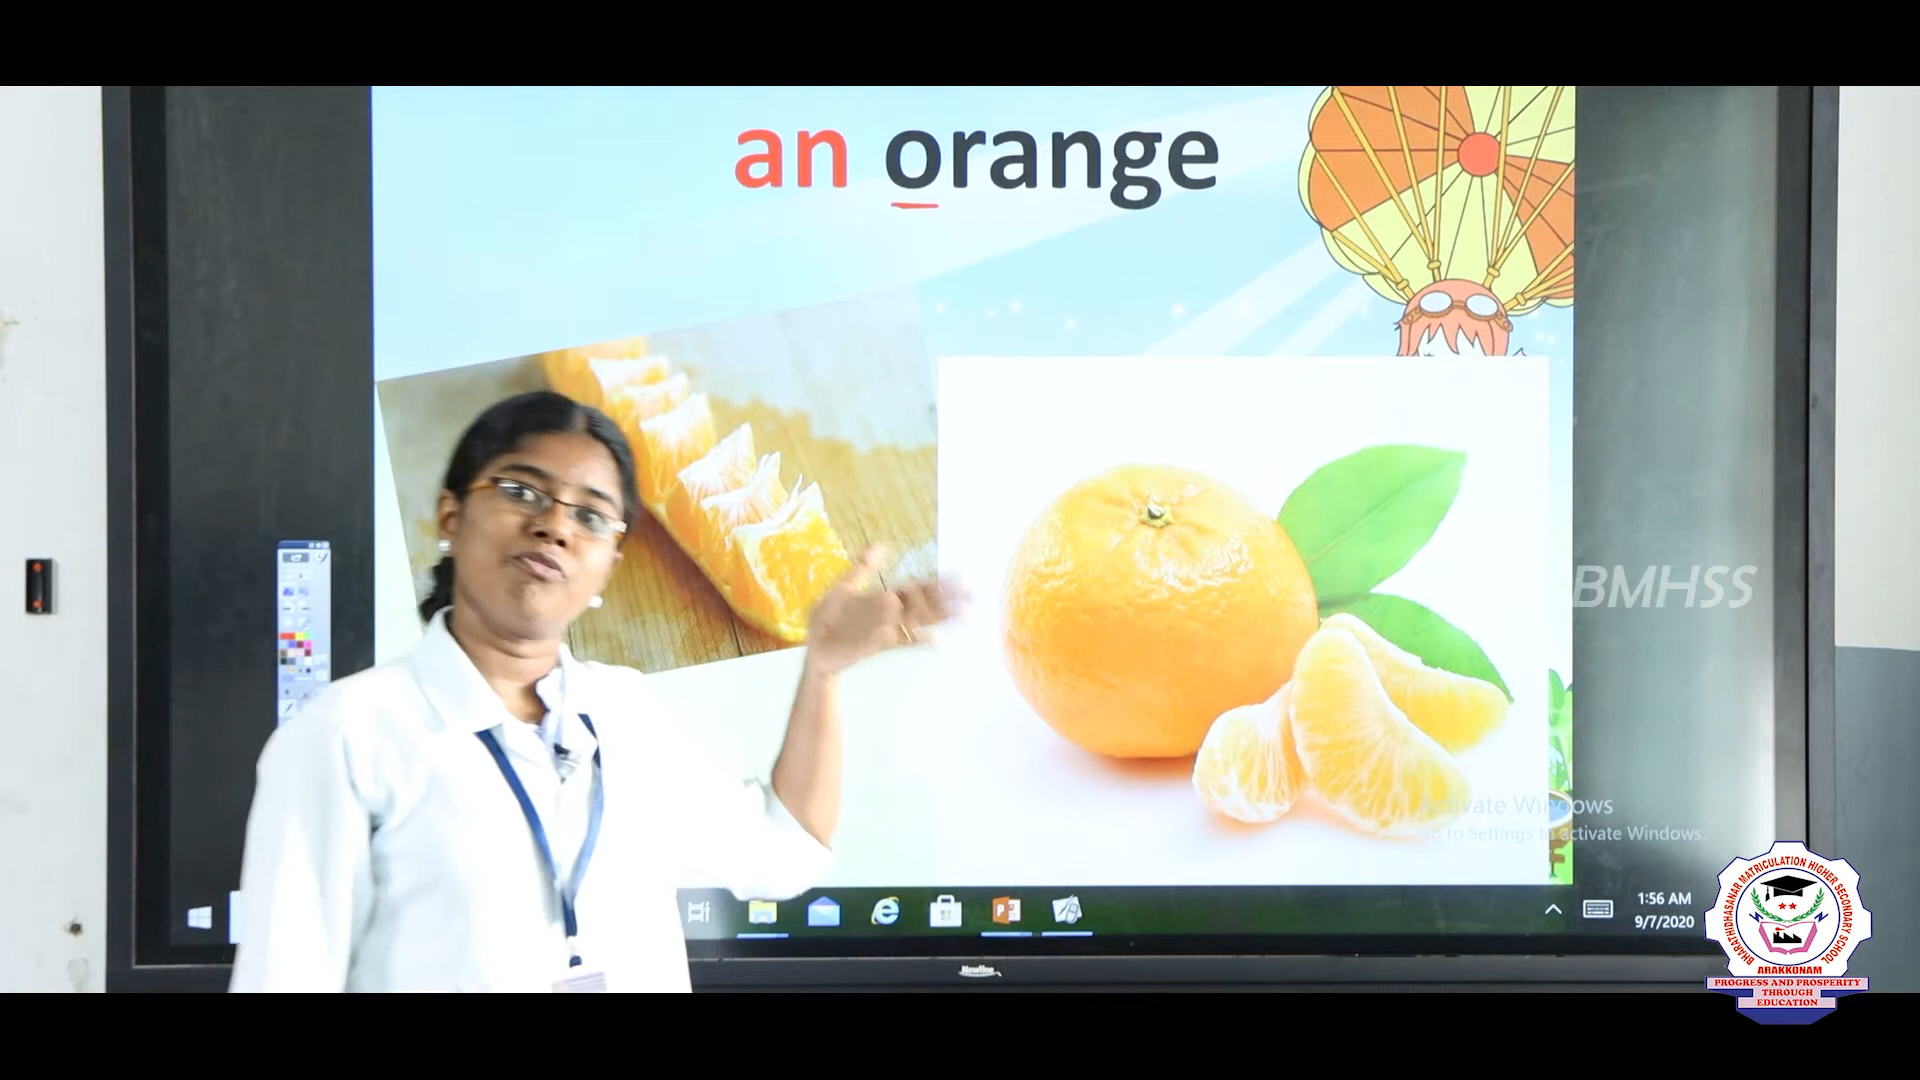 an orange
BMHSS
Activate Windows
Go to Settings to activate Windows.
1:56 AM
9/7/2020
Newline
BHARATHIDHASANAR MATRICULATION HIGHER SECONDARY SCHOOL
ARAKKONAM
PROGRESS AND PROSPERITY
THROUGH
EDUCATION